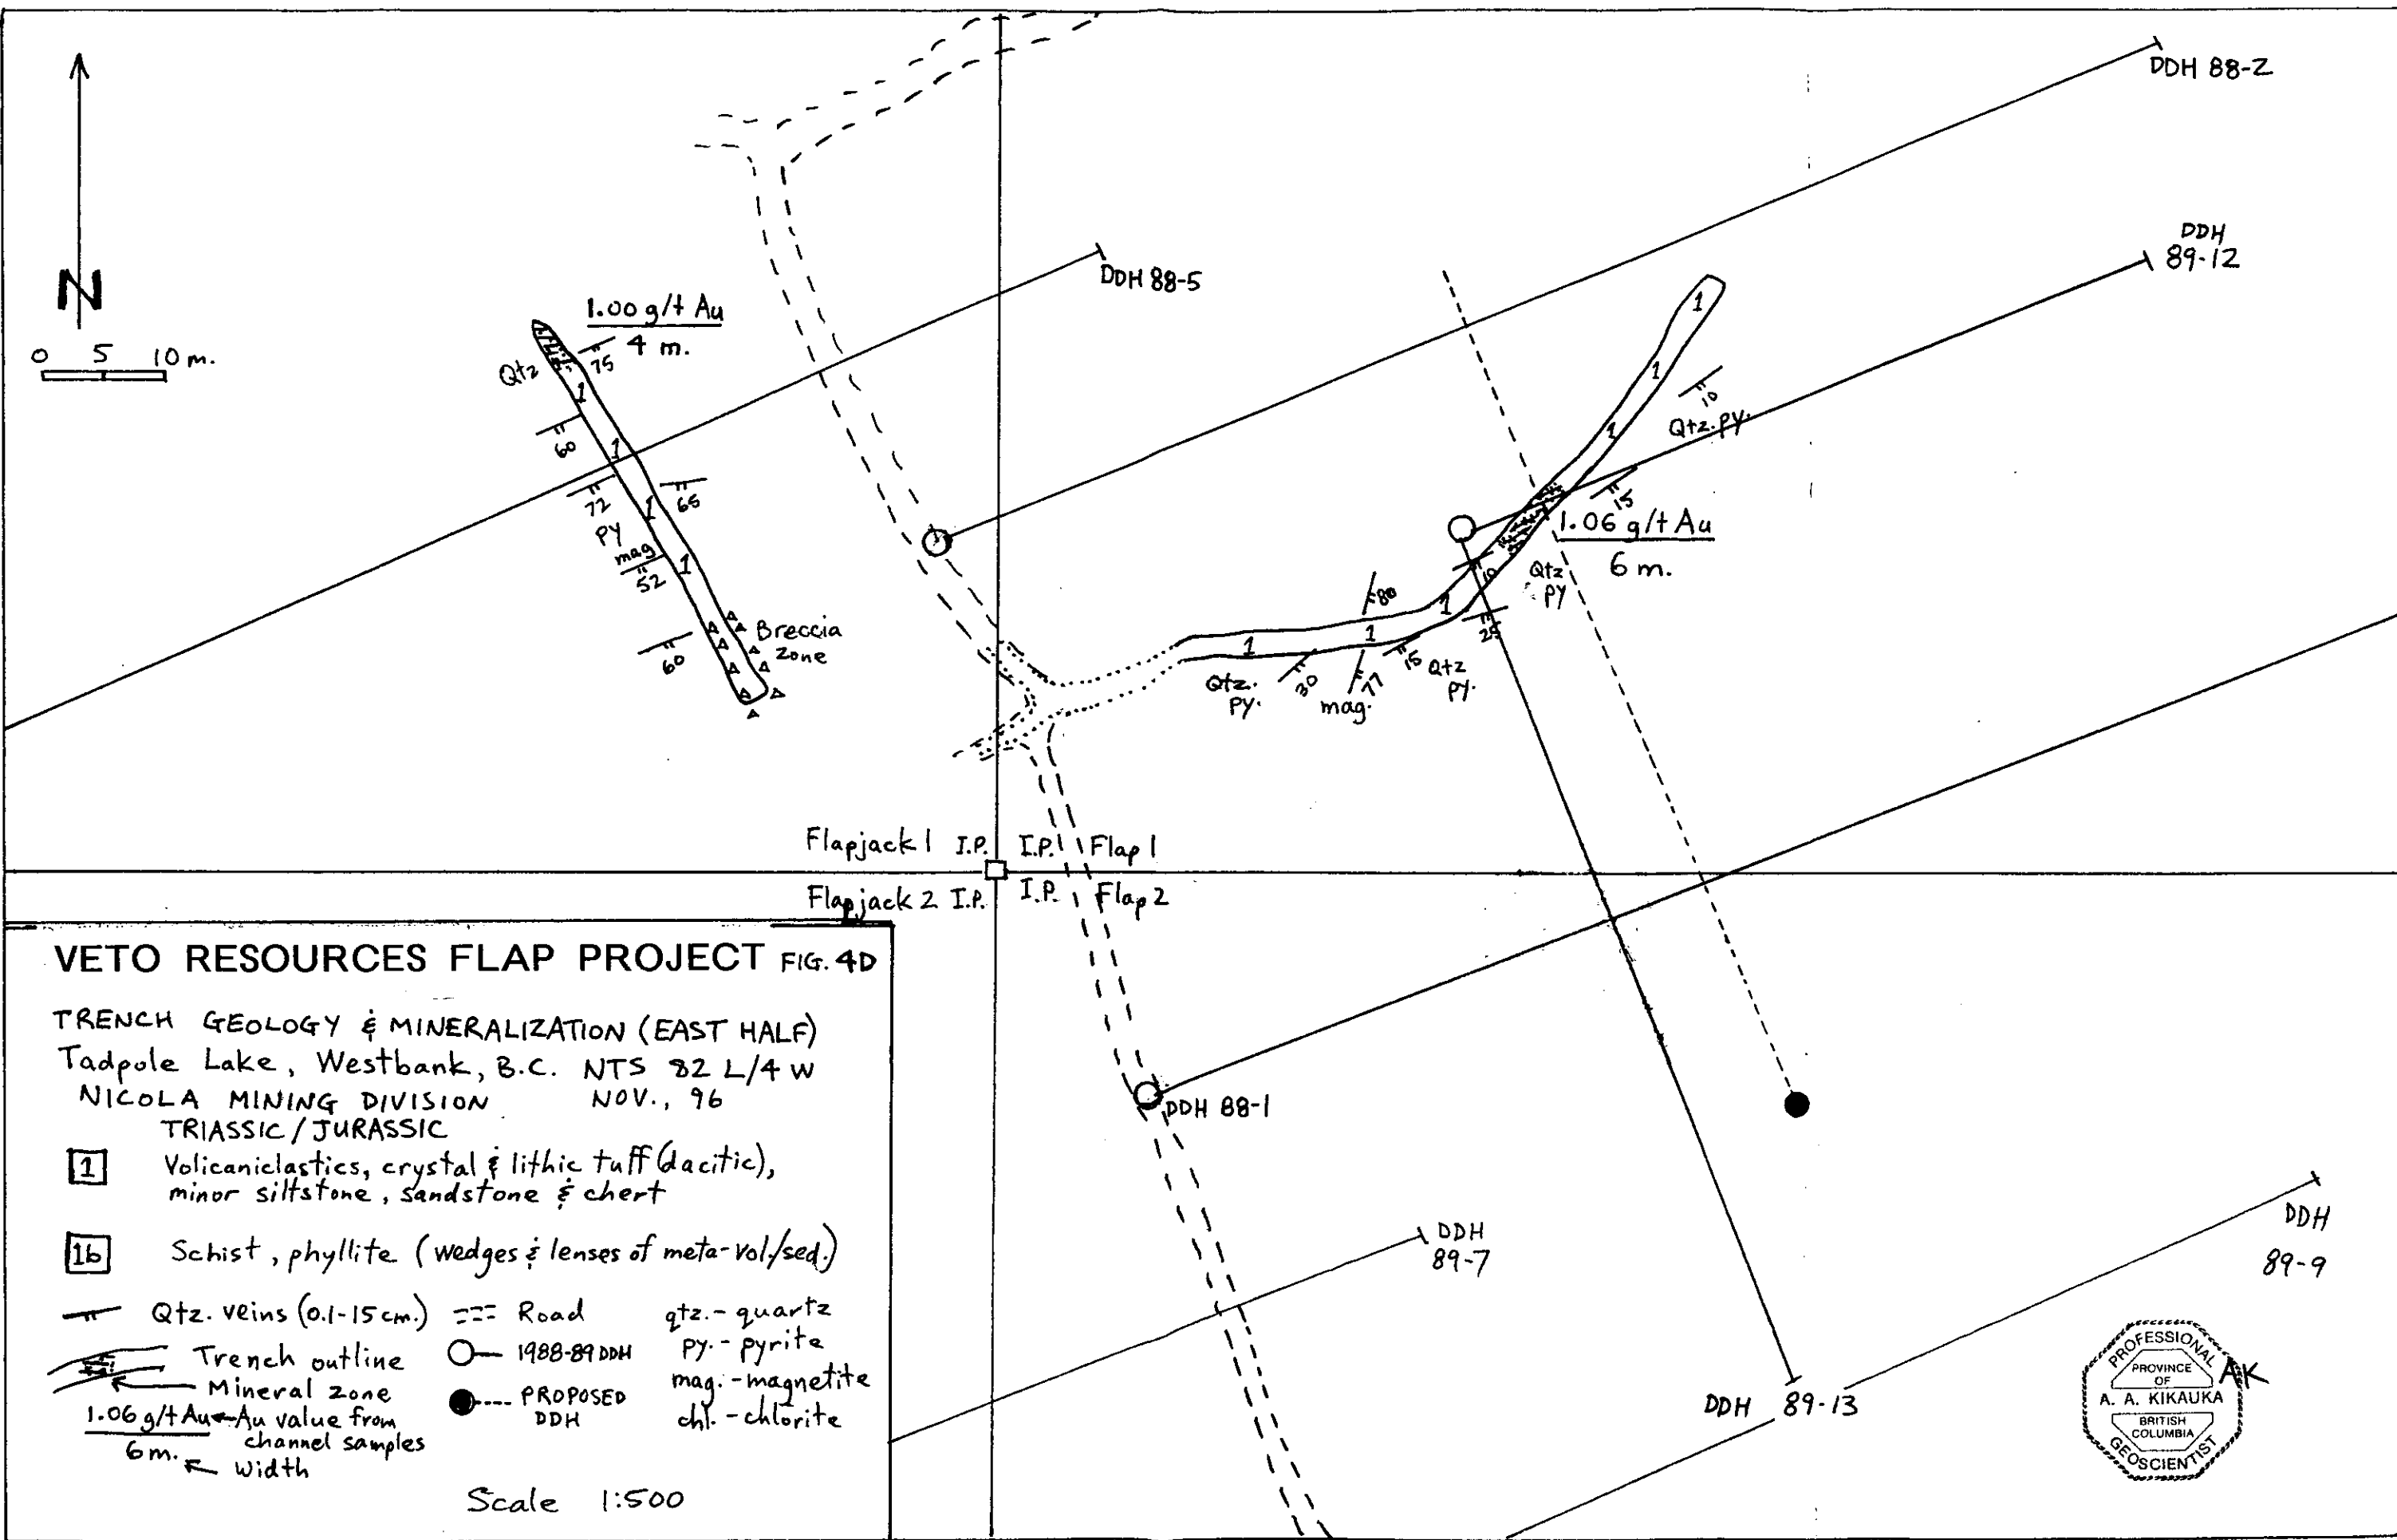 DDH 88-2
DDH
89-12
DDH 88-5
N
0 5 10 m.
1.00 g/t Au
4 m.
Qtz
75
1
60
1
72
65
1
py
mag
52
1
60
Breccia
zone
1
1
10
Qtz. py.
1
15
1.06 g/t Au
6 m.
10
Qtz
py
80
1
25
1
1
15
Qtz
py.
Qtz.
py.
30
77
mag.
Flapjack 1 I.P.
I.P. Flap 1
Flapjack 2 I.P.
I.P. Flap 2
DDH 88-1
DDH
89-7
DDH
89-9
DDH 89-13
VETO RESOURCES FLAP PROJECT FIG. 4D
TRENCH GEOLOGY & MINERALIZATION (EAST HALF)
Tadpole Lake, Westbank, B.C. NTS 82 L/4 W
NICOLA MINING DIVISION NOV., 96
TRIASSIC / JURASSIC
1 Volicaniclastics, crystal & lithic tuff (dacitic),
minor siltstone, sandstone & chert
1b Schist, phyllite (wedges & lenses of meta-vol./sed.)
Qtz. veins (0.1-15 cm.)
Road
qtz. - quartz
Trench outline
1988-89 DDH
py. - pyrite
Mineral zone
PROPOSED
DDH
mag. - magnetite
1.06 g/t Au
Au value from
channel samples
chl. - chlorite
6 m.
width
Scale 1:500
PROFESSIONAL
PROVINCE
OF
A. A. KIKAUKA
BRITISH
COLUMBIA
GEOSCIENTIST
AK